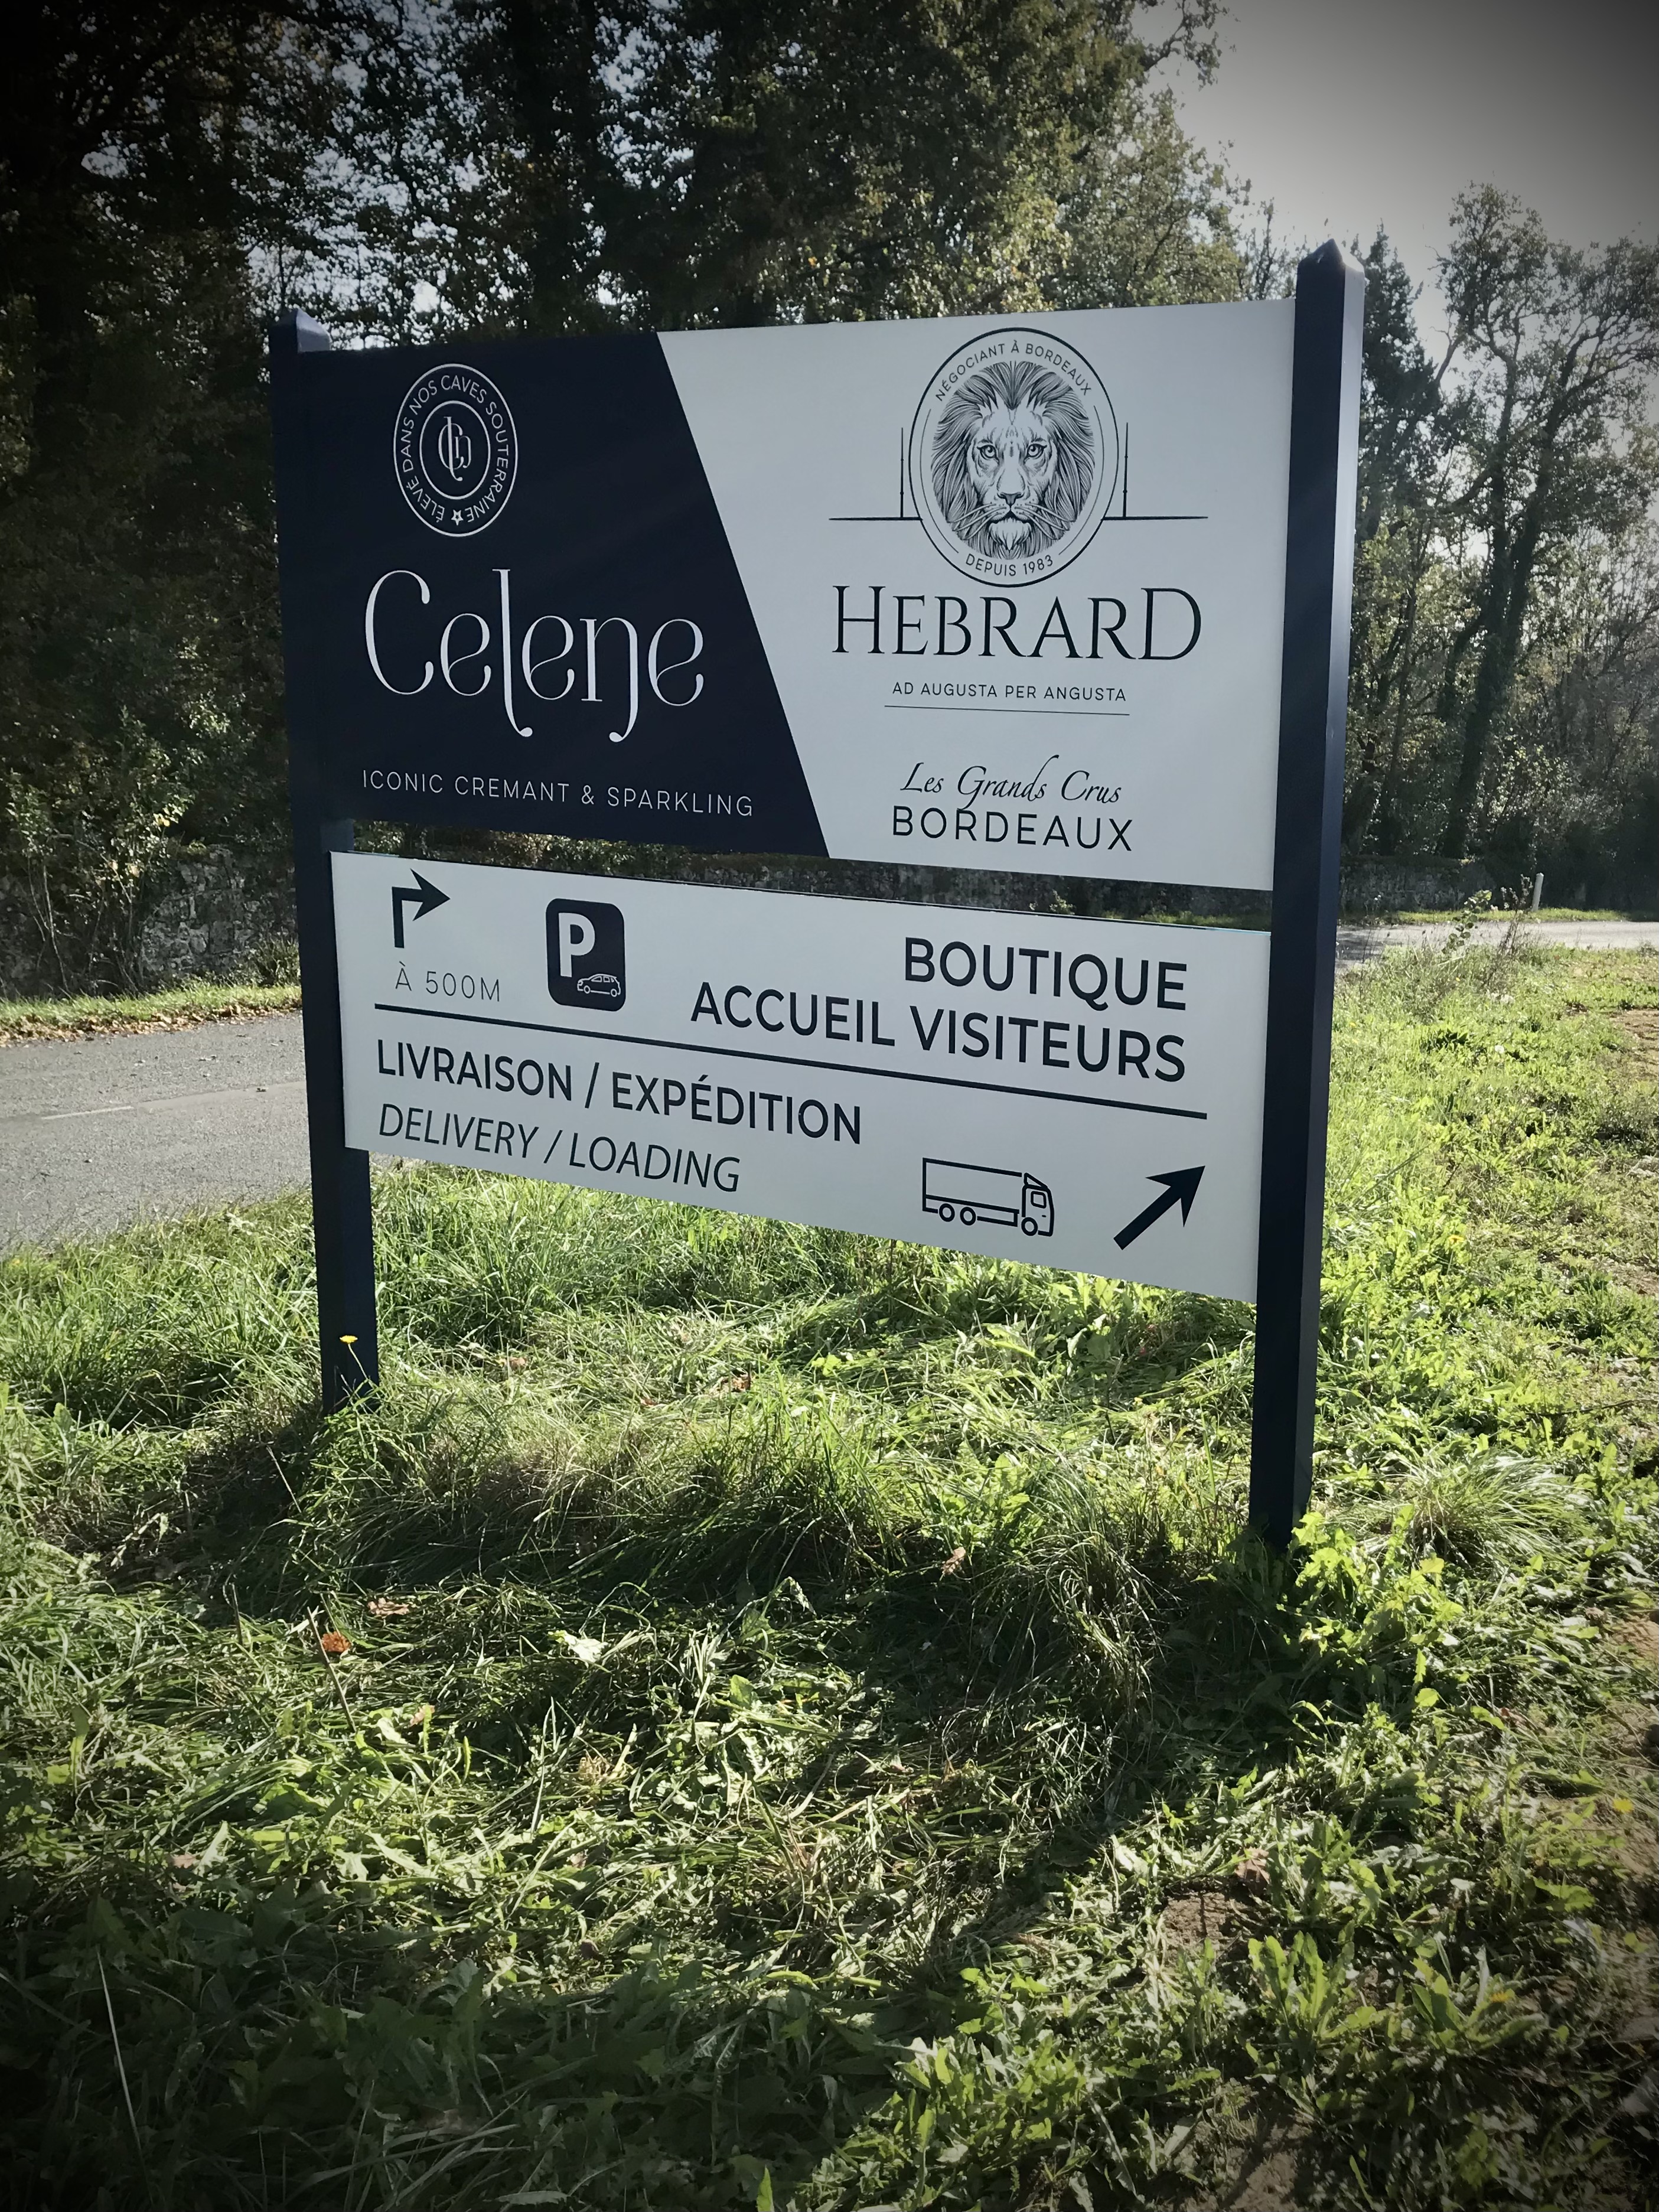 ÉLEVÉ DANS NOS CAVES SOUTERRAINE
Celene
ICONIC CREMANT & SPARKLING
NÉGOCIANT À BORDEAUX
DEPUIS 1983
HEBRARD
AD AUGUSTA PER ANGUSTA
Les Grands Crus
BORDEAUX
À 500M
P
BOUTIQUE
ACCUEIL VISITEURS
LIVRAISON / EXPÉDITION
DELIVERY / LOADING